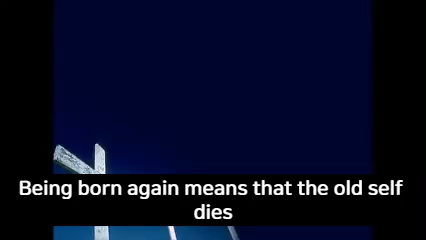 Being born again means that the old self
dies